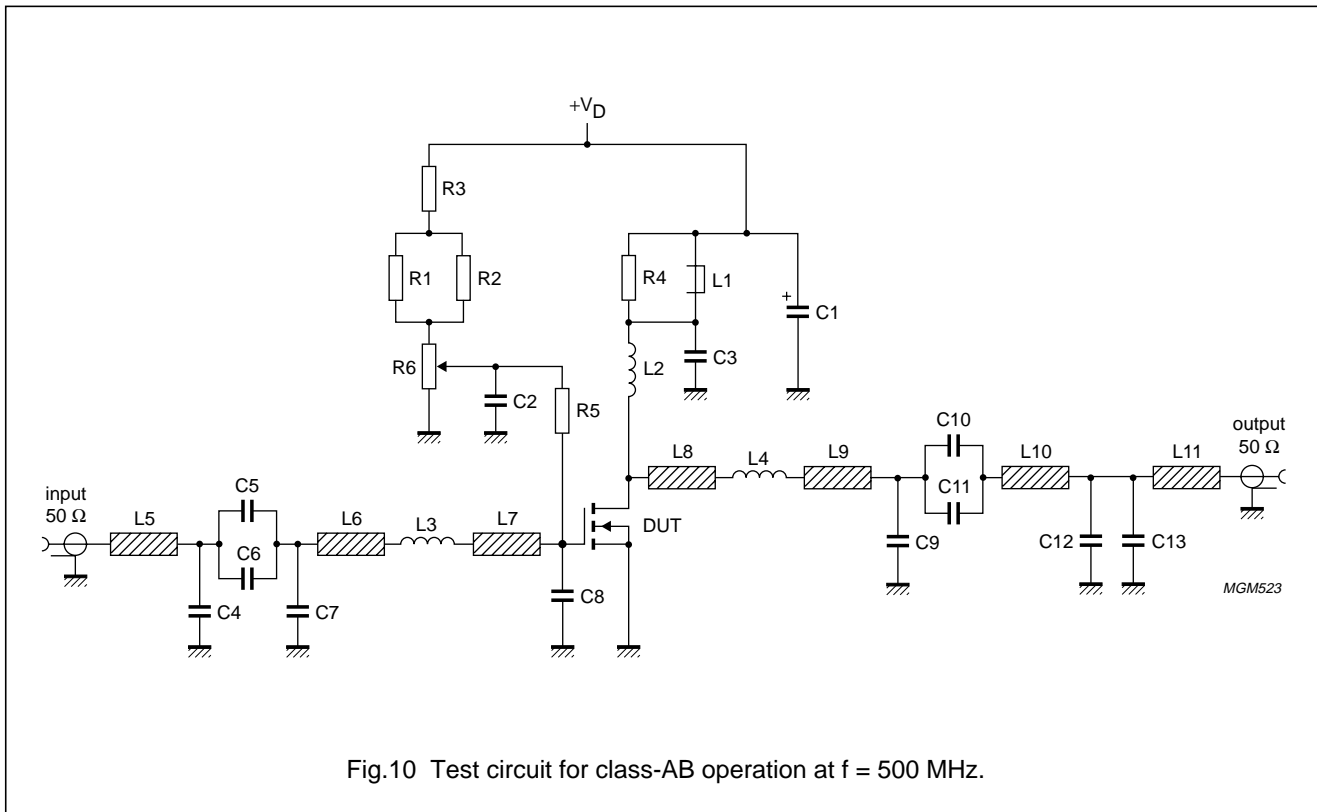 +VD
R3
R1
R2
R4
L1
C1
R6
C2
R5
L2
C3
C10
output
50 Ω
L8
L4
L9
L10
L11
C11
input
50 Ω
L5
C5
C6
L6
L3
L7
DUT
C9
C12
C13
C4
C7
C8
MGM523
+
Fig.10 Test circuit for class-AB operation at f = 500 MHz.